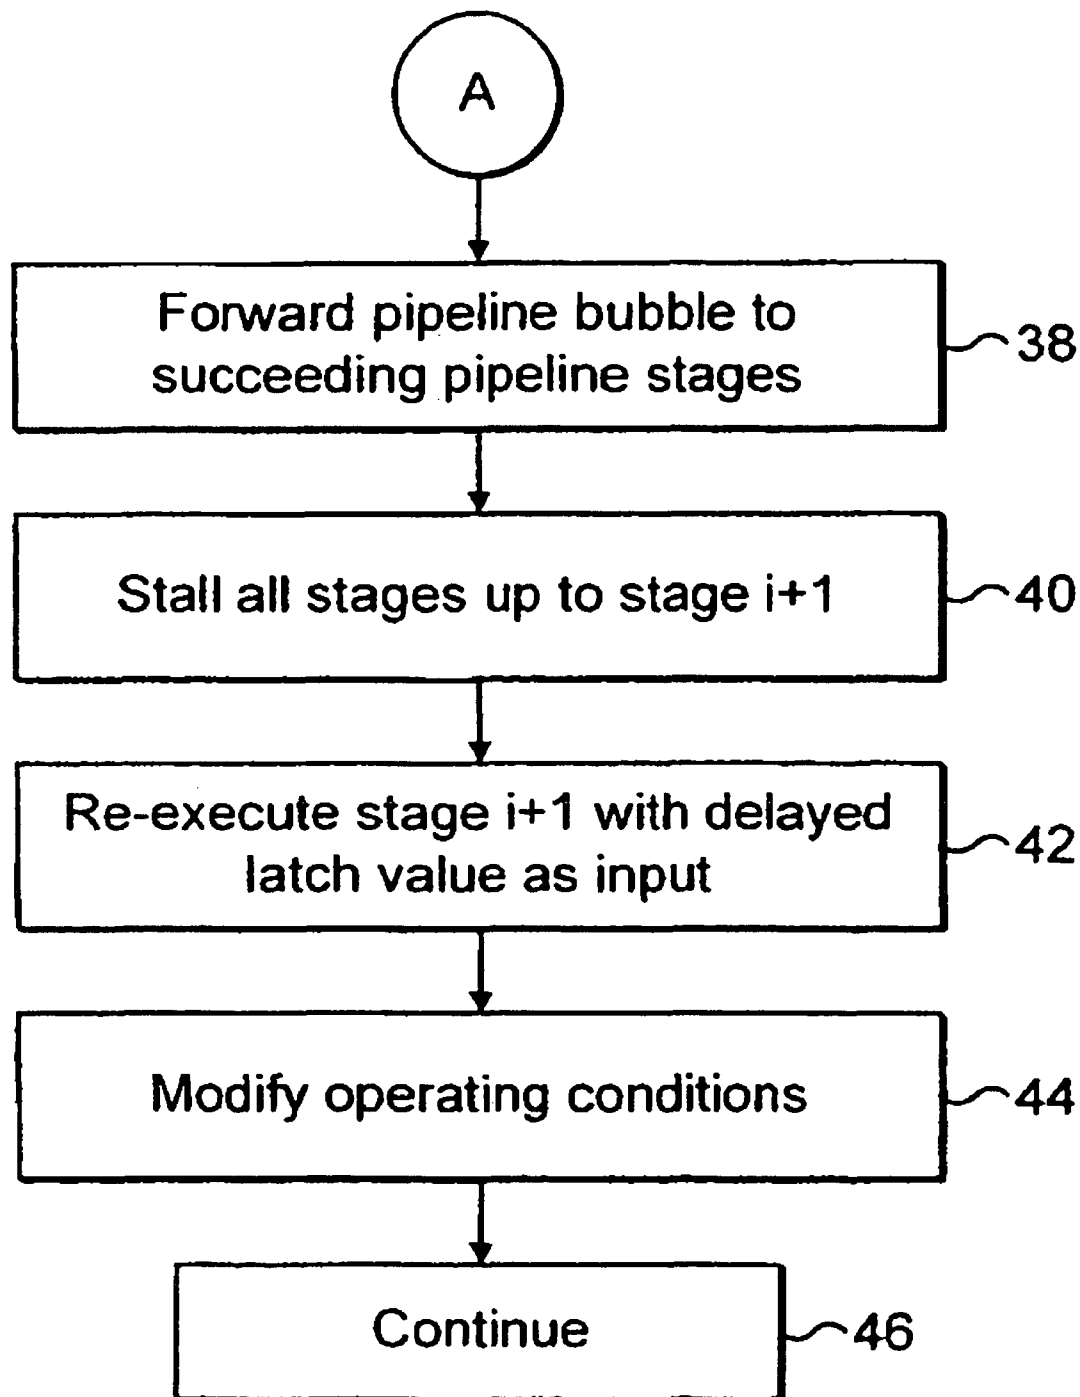 A
Forward pipeline bubble to
succeeding pipeline stages
38
Stall all stages up to stage i+1
40
Re-execute stage i+1 with delayed
latch value as input
42
Modify operating conditions
44
Continue
46